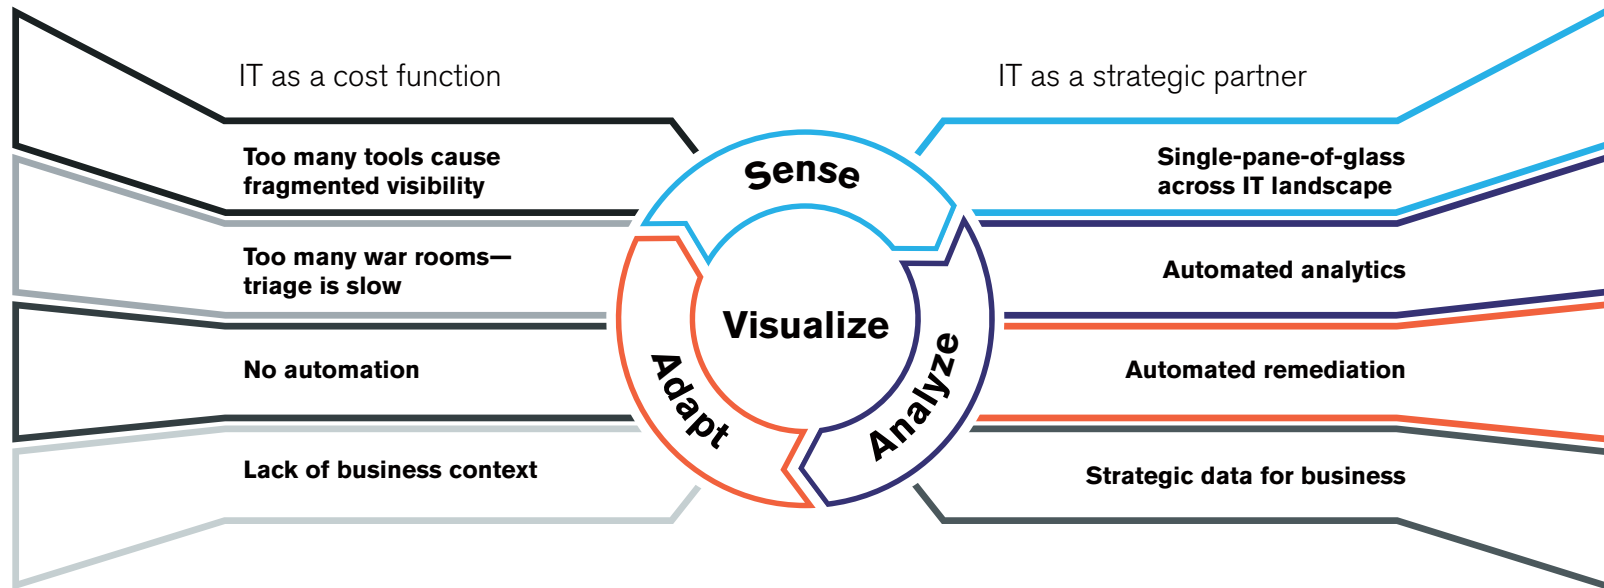 IT as a cost function
Too many tools cause
fragmented visibility
Too many war rooms—
triage is slow
No automation
Lack of business context
Sense
Visualize
Adapt
Analyze
IT as a strategic partner
Single-pane-of-glass
across IT landscape
Automated analytics
Automated remediation
Strategic data for business